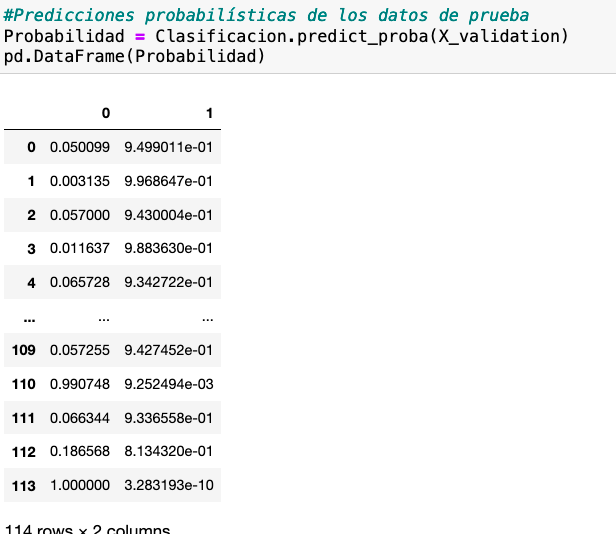 #Predicciones probabilísticas de los datos de prueba
Probabilidad = Clasificacion.predict_proba(X_validation)
pd.DataFrame(Probabilidad)
0 1
0 0.050099 9.499011e-01
1 0.003135 9.968647e-01
2 0.057000 9.430004e-01
3 0.011637 9.883630e-01
4 0.065728 9.342722e-01
... ... ...
109 0.057255 9.427452e-01
110 0.990748 9.252494e-03
111 0.066344 9.336558e-01
112 0.186568 8.134320e-01
113 1.000000 3.283193e-10
114 rows × 2 columns